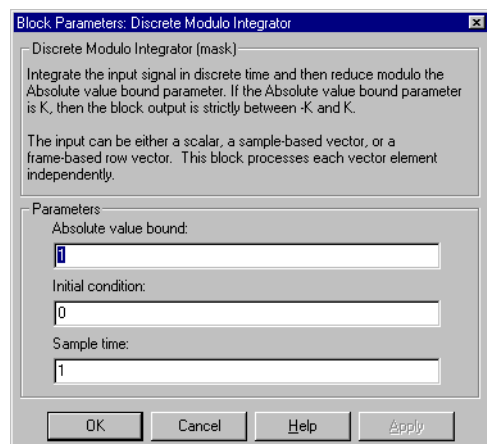 Block Parameters: Discrete Modulo Integrator
Discrete Modulo Integrator (mask)
Integrate the input signal in discrete time and then reduce modulo the
Absolute value bound parameter. If the Absolute value bound parameter
is K, then the block output is strictly between -K and K.
The input can be either a scalar, a sample-based vector, or a
frame-based row vector. This block processes each vector element
independently.
Parameters
Absolute value bound:
1
Initial condition:
0
Sample time:
1
OK
Cancel
Help
Apply